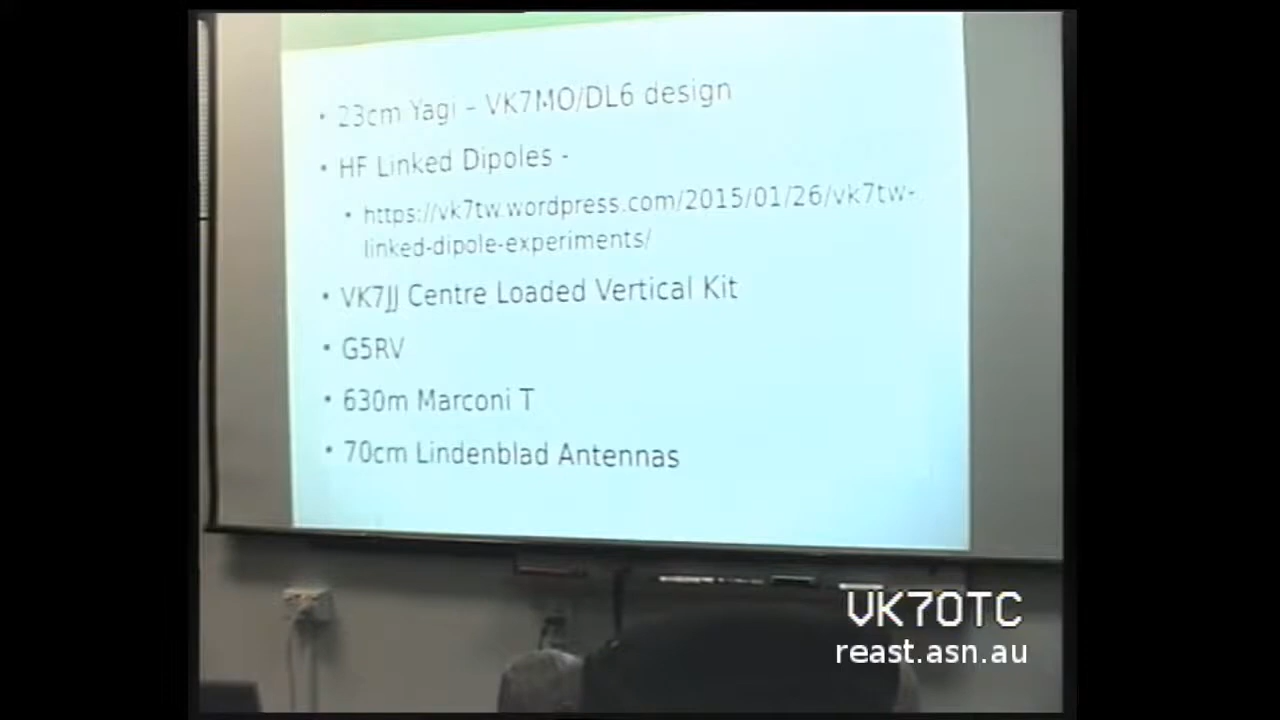 • 23cm Yagi – VK7MO/DL6 design
• HF Linked Dipoles -
• https://vk7tw.wordpress.com/2015/01/26/vk7tw-
linked-dipole-experiments/
• VK7JJ Centre Loaded Vertical Kit
• G5RV
• 630m Marconi T
• 70cm Lindenblad Antennas
VK7OTC
reast.asn.au